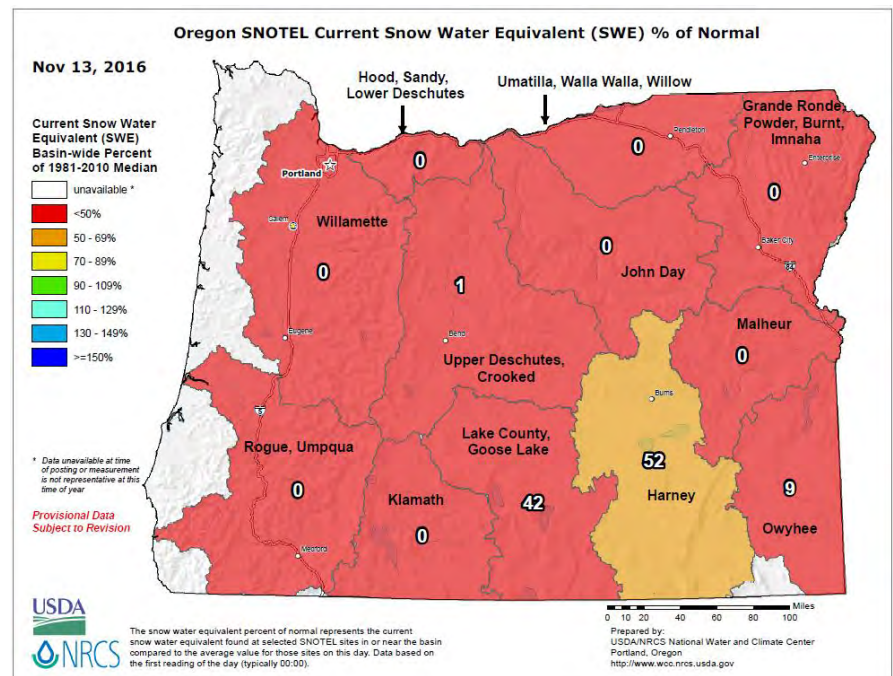 Oregon SNOTEL Current Snow Water Equivalent (SWE) % of Normal
Nov 13, 2016
Current Snow Water
Equivalent (SWE)
Basin-wide Percent
of 1981-2010 Median
unavailable *
<50%
50 - 69%
70 - 89%
90 - 109%
110 - 129%
130 - 149%
>=150%
Hood, Sandy,
Lower Deschutes
0
Umatilla, Walla Walla, Willow
0
Pendleton
Grande Ronde,
Powder, Burnt,
Imnaha
Enterprise
0
Baker City
84
Portland
Salem
Willamette
0
Eugene
1
Bend
Upper Deschutes,
Crooked
0
John Day
Malheur
0
Burns
52
Harney
Lake County,
Goose Lake
42
9
Owyhee
5
Rogue, Umpqua
0
Medford
Klamath
0
* Data unavailable at time
of posting or measurement
is not representative at this
time of year
Provisional Data
Subject to Revision
USDA
NRCS
The snow water equivalent percent of normal represents the current
snow water equivalent found at selected SNOTEL sites in or near the basin
compared to the average value for those sites on this day. Data based on
the first reading of the day (typically 00:00).
Miles
0 10 20 40 60 80 100
Prepared by:
USDA/NRCS National Water and Climate Center
Portland, Oregon
http://www.wcc.nrcs.usda.gov